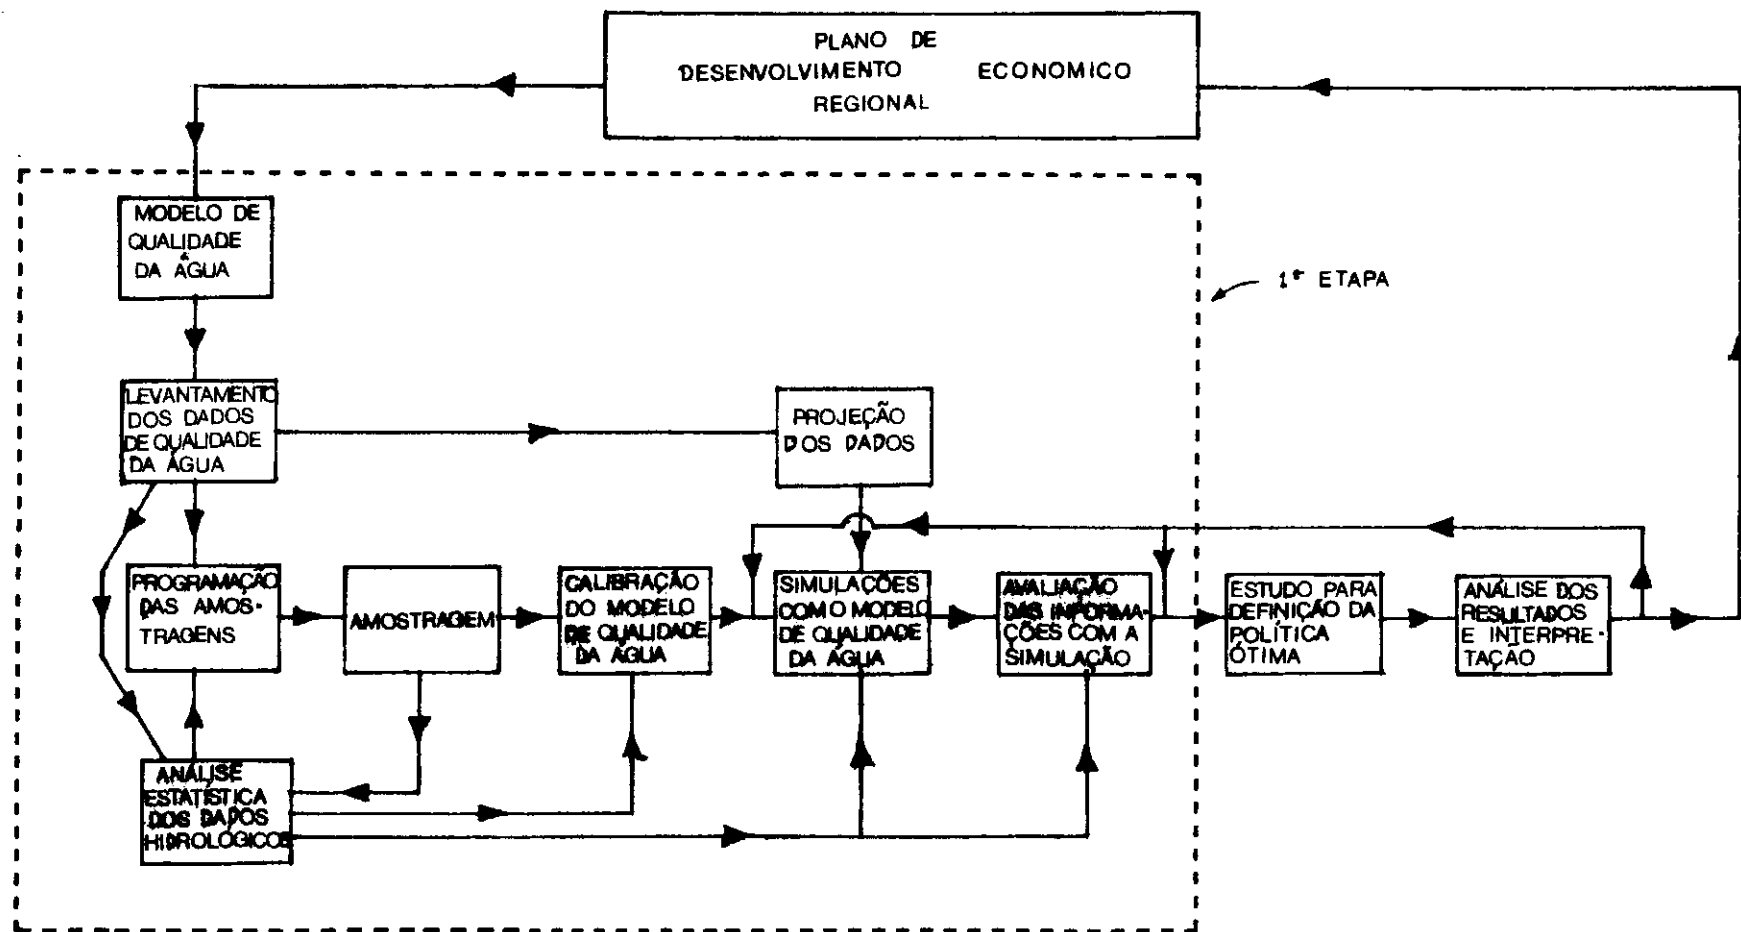 PLANO DE
DESENVOLVIMENTO ECONOMICO
REGIONAL
MODELO DE
QUALIDADE
DA ÁGUA
1ª ETAPA
LEVANTAMENTO
DOS DADOS
DE QUALIDADE
DA ÁGUA
PROJEÇÃO
DOS DADOS
PROGRAMAÇÃO
DAS AMOS-
TRAGENS
AMOSTRAGEM
CALIBRAÇÃO
DO MODELO
DE QUALIDADE
DA ÁGUA
SIMULAÇÕES
COM O MODELO
DE QUALIDADE
DA ÁGUA
AVALIAÇÃO
DAS INFORMA-
ÇÕES COM A
SIMULAÇÃO
ESTUDO PARA
DEFINIÇÃO DA
POLÍTICA
ÓTIMA
ANÁLISE DOS
RESULTADOS
E INTERPRE-
TAÇÃO
ANÁLISE
ESTATÍSTICA
DOS DADOS
HIDROLÓGICOS